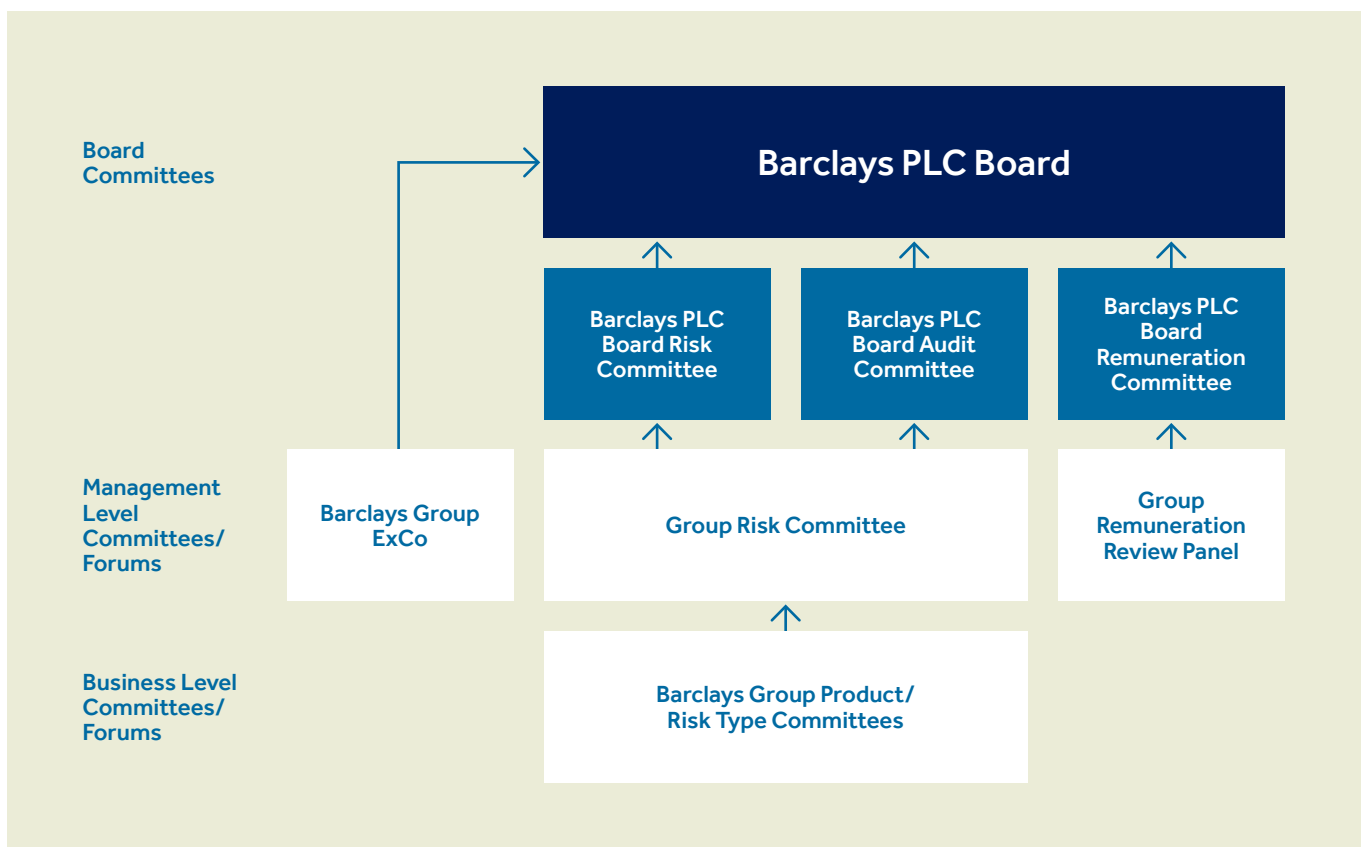 Board
Committees
Barclays PLC Board
Barclays PLC
Board Risk
Committee
Barclays PLC
Board Audit
Committee
Barclays PLC
Board
Remuneration
Committee
Management
Level
Committees/
Forums
Barclays Group
ExCo
Group Risk Committee
Group
Remuneration
Review Panel
Business Level
Committees/
Forums
Barclays Group Product/
Risk Type Committees